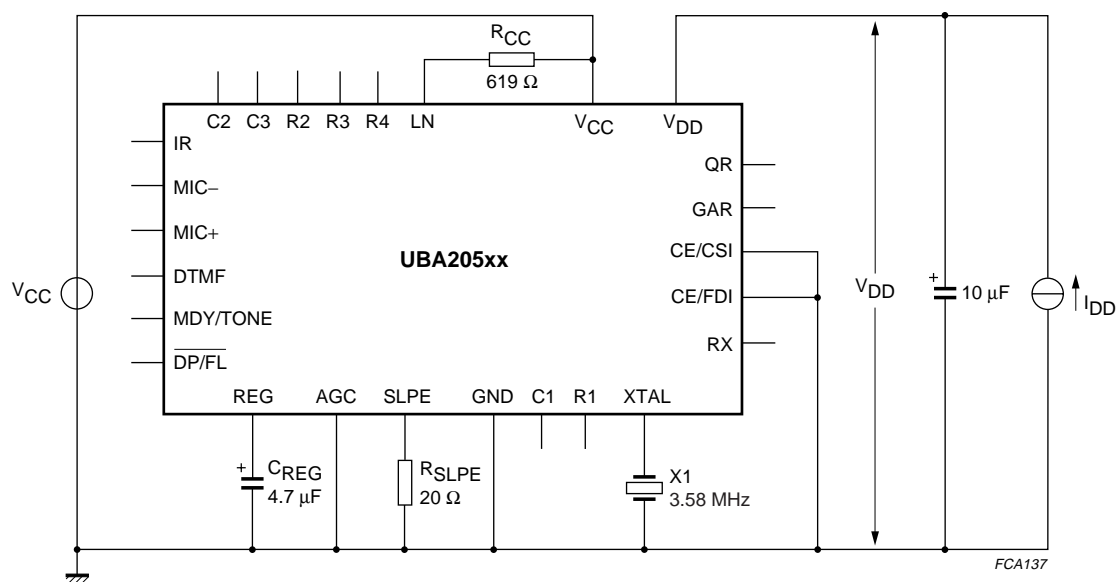 R_CC
619 Ω
C2 C3 R2 R3 R4 LN V_CC V_DD
IR
QR
MIC−
GAR
MIC+
CE/CSI
UBA205xx
DTMF
CE/FDI
V_CC
V_DD
+
10 μF
I_DD
MDY/TONE
RX
DP/FL
REG AGC SLPE GND C1 R1 XTAL
+
C_REG
4.7 μF
R_SLPE
20 Ω
X1
3.58 MHz
FCA137